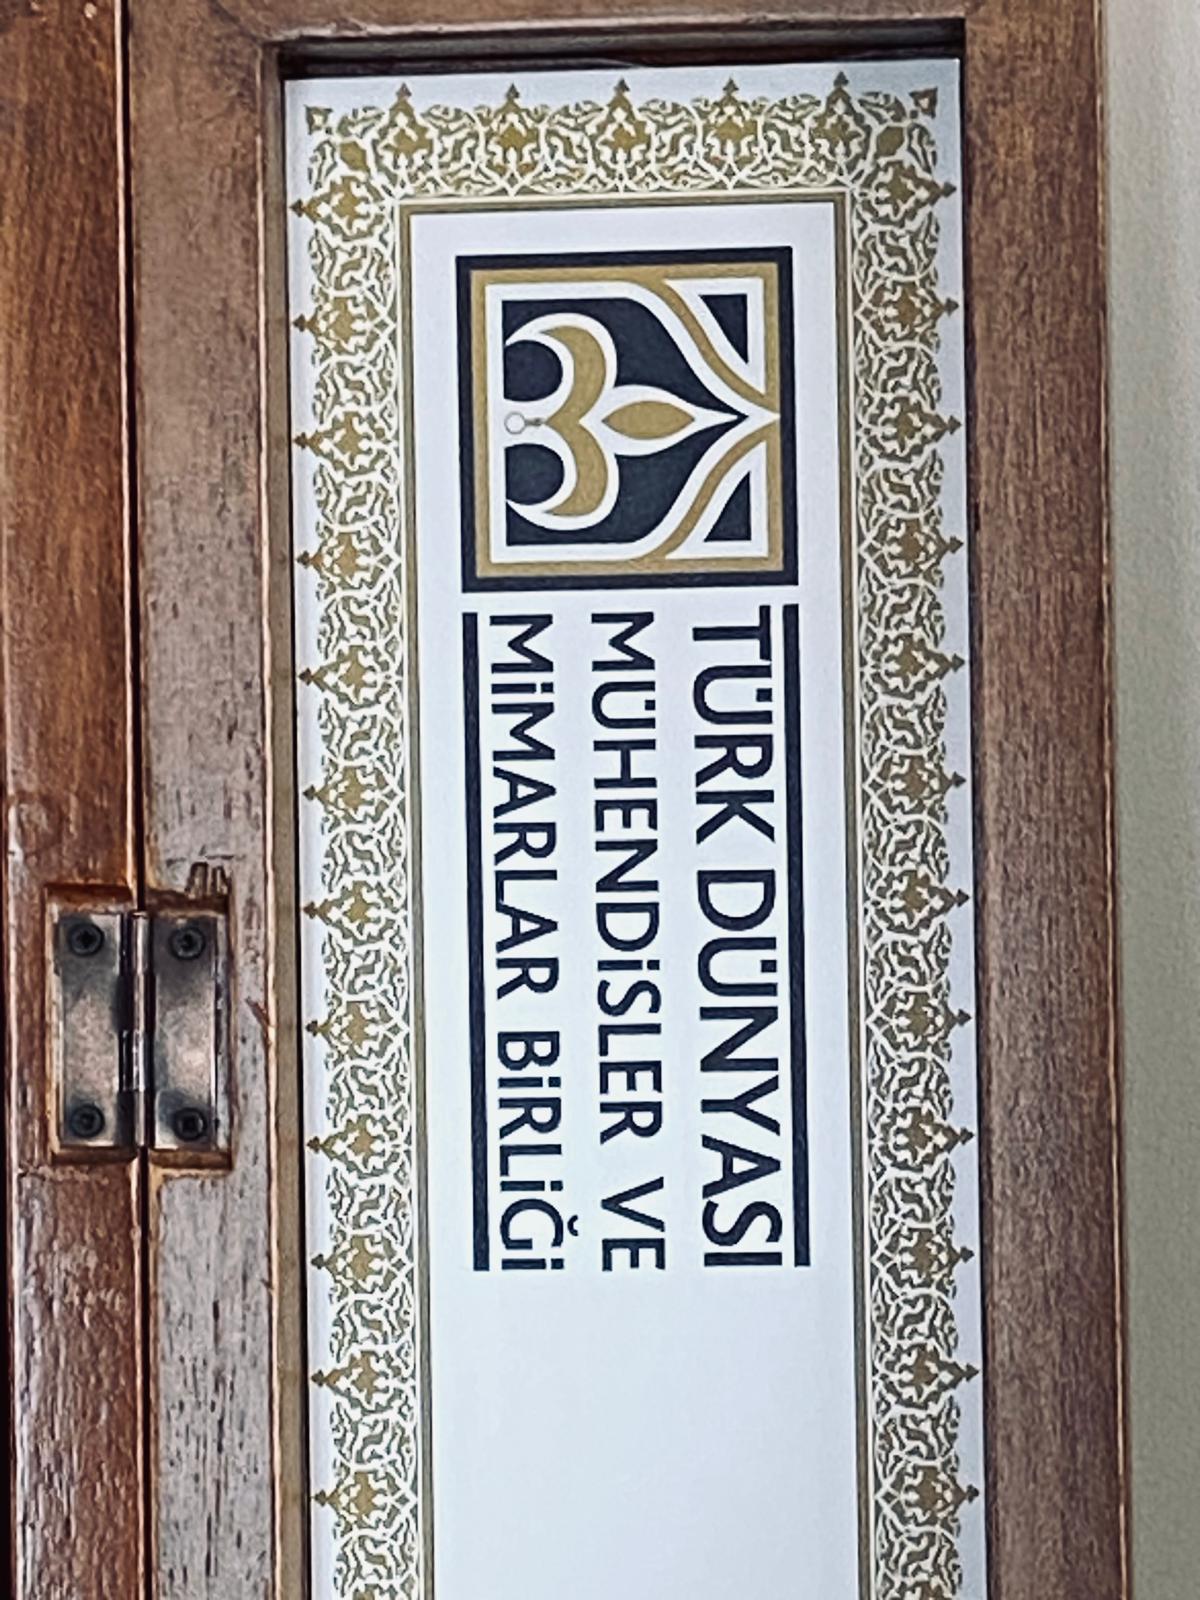 TÜRK DÜNYASI
MÜHENDİSLER VE
MİMARLAR BİRLİĞİ